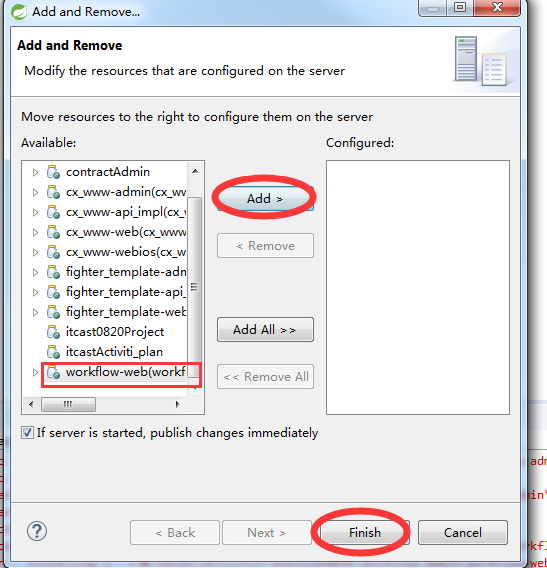 Add and Remove...
Add and Remove
Modify the resources that are configured on the server
Move resources to the right to configure them on the server
Available:
Configured:
contractAdmin
cx_www-admin(cx_ww
cx_www-api_impl(cx_w
cx_www-web(cx_www
cx_www-webios(cx_w
fighter_template-adn
fighter_template-api_
fighter_template-web
itcast0820Project
itcastActiviti_plan
workflow-web(workf
Add >
< Remove
Add All >>
<< Remove All
If server is started, publish changes immediately
?
< Back
Next >
Finish
Cancel